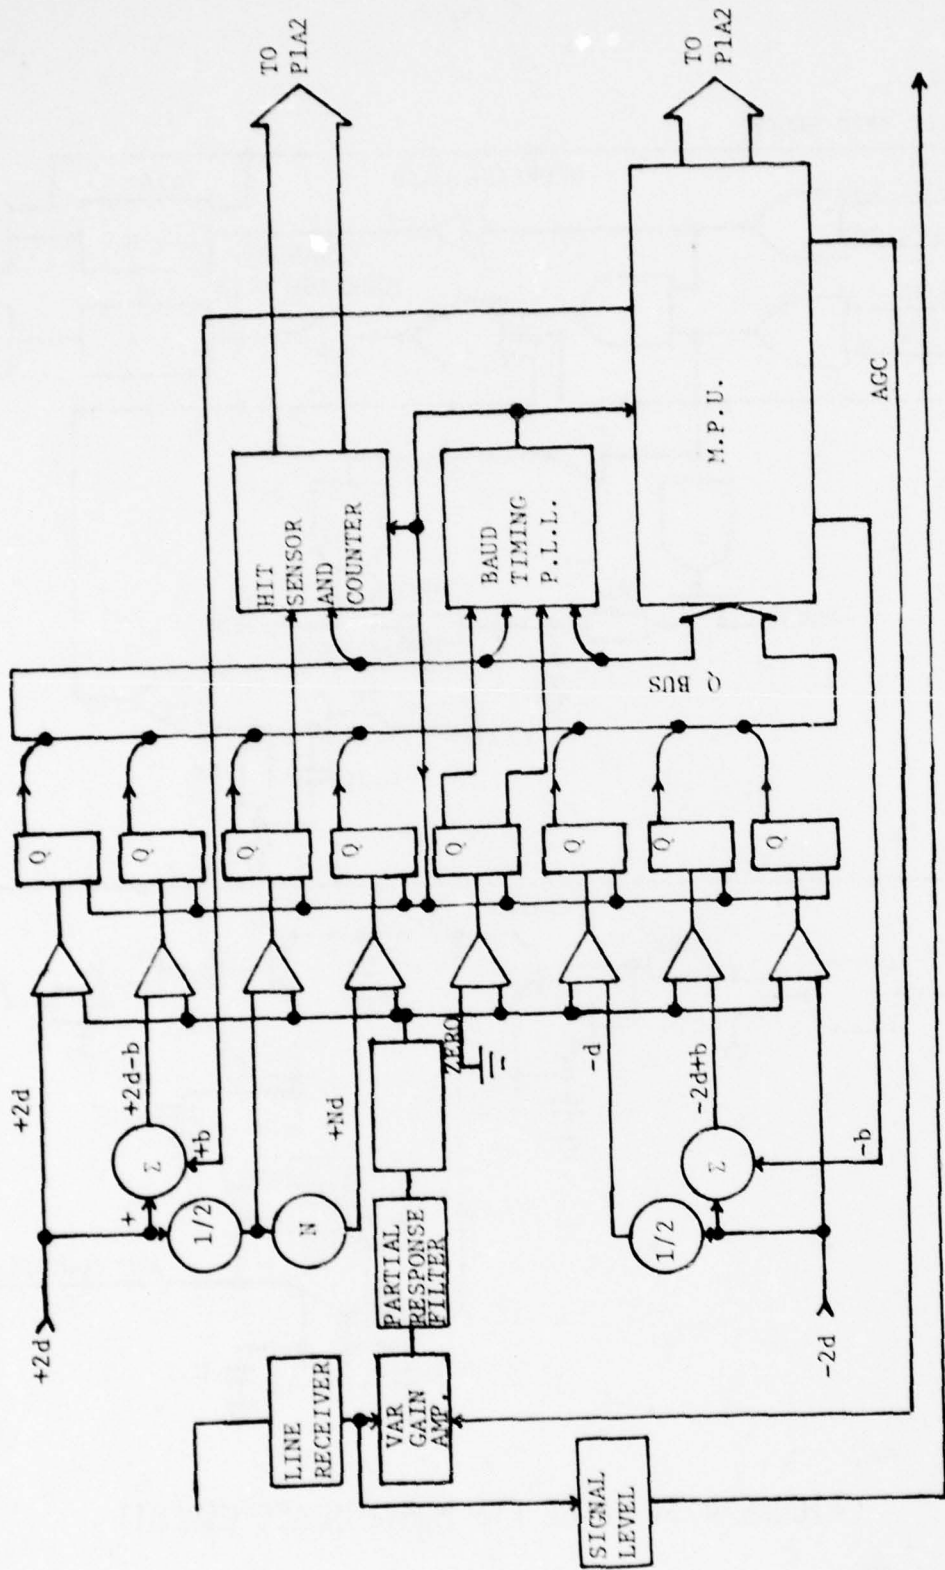 +2d
+2d
+
Σ
+2d-b
+b
1/2
N
+Nd
LINE
RECEIVER
VAR
GAIN
AMP.
PARTIAL
RESPONSE
FILTER
ZERO
-d
1/2
Σ
-2d+b
-b
-2d
SIGNAL
LEVEL
Q
Q
Q
Q
Q
Q
Q
Q
Q BUS
HIT
SENSOR
AND
COUNTER
BAUD
TIMING
P.L.L.
M.P.U.
AGC
TO
P1A2
TO
P1A2